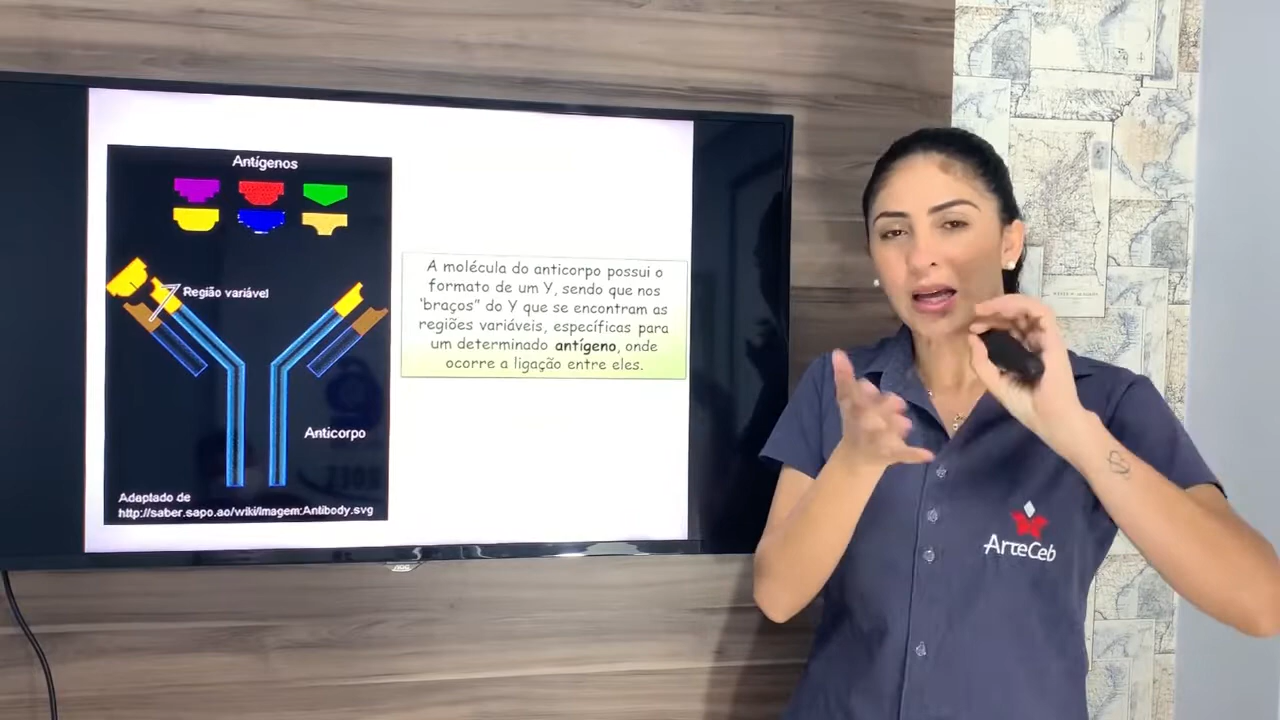 Antígenos
Região variável
Anticorpo
Adaptado de
http://saber.sapo.ao/wiki/Imagem:Antibody.svg
A molécula do anticorpo possui o
formato de um Y, sendo que nos
"braços" do Y que se encontram as
regiões variáveis, específicas para
um determinado antígeno, onde
ocorre a ligação entre eles.
AOC
ArteCeb